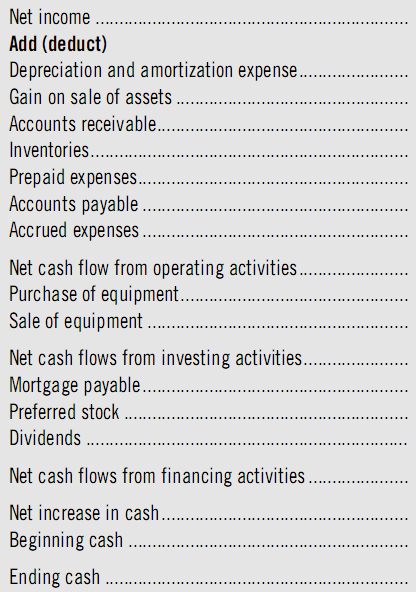 Net income ..............................................................
Add (deduct)
Depreciation and amortization expense......................
Gain on sale of assets ...............................................
Accounts receivable...................................................
Inventories................................................................
Prepaid expenses.......................................................
Accounts payable ......................................................
Accrued expenses ......................................................
Net cash flow from operating activities......................
Purchase of equipment..............................................
Sale of equipment .....................................................
Net cash flows from investing activities.....................
Mortgage payable......................................................
Preferred stock .........................................................
Dividends .................................................................
Net cash flows from financing activities ....................
Net increase in cash..................................................
Beginning cash ........................................................
Ending cash .............................................................